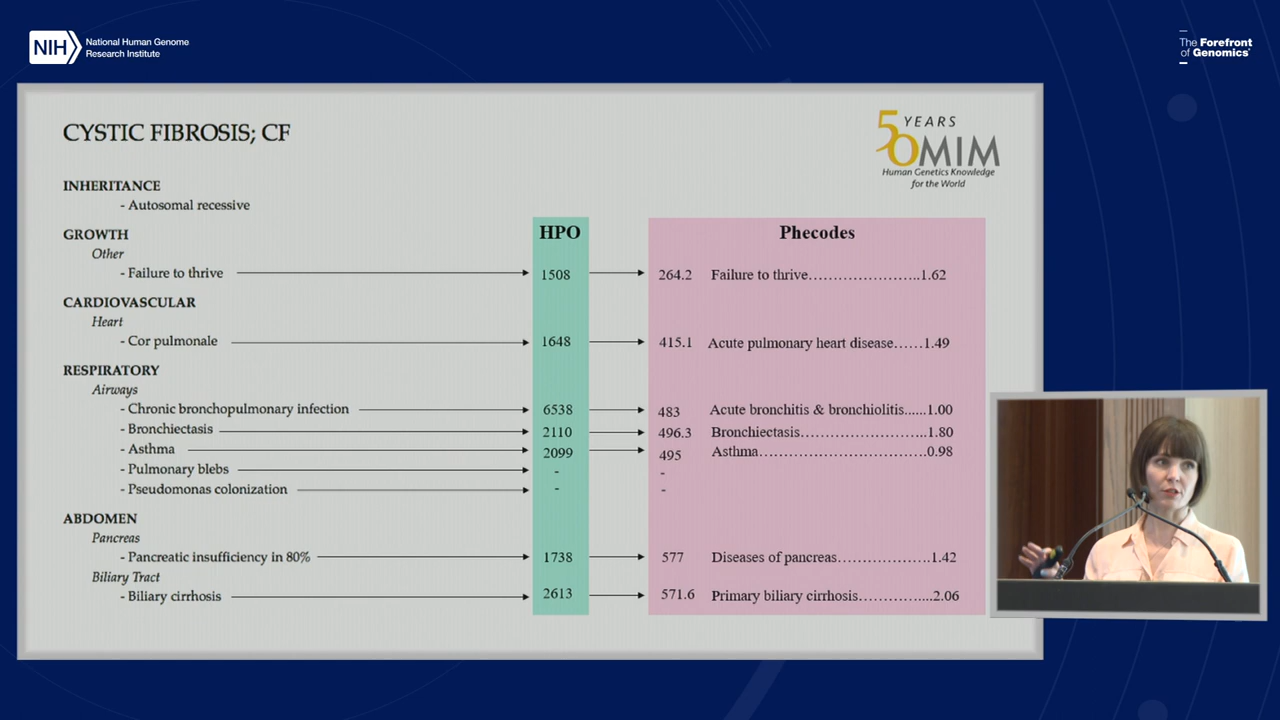 NIH
National Human Genome
Research Institute
The Forefront
of Genomics
CYSTIC FIBROSIS; CF
50 YEARS
OMIM
Human Genetics Knowledge
for the World
INHERITANCE
- Autosomal recessive
HPO Phecodes
GROWTH
Other
- Failure to thrive 1508 264.2 Failure to thrive…………………..1.62
CARDIOVASCULAR
Heart
- Cor pulmonale 1648 415.1 Acute pulmonary heart disease……1.49
RESPIRATORY
Airways
- Chronic bronchopulmonary infection 6538 483 Acute bronchitis & bronchiolitis......1.00
- Bronchiectasis 2110 496.3 Bronchiectasis……………………...1.80
- Asthma 2099 495 Asthma……………………………….0.98
- Pulmonary blebs - -
- Pseudomonas colonization - -
ABDOMEN
Pancreas
- Pancreatic insufficiency in 80% 1738 577 Diseases of pancreas……………….1.42
Biliary Tract
- Biliary cirrhosis 2613 571.6 Primary biliary cirrhosis…………....2.06